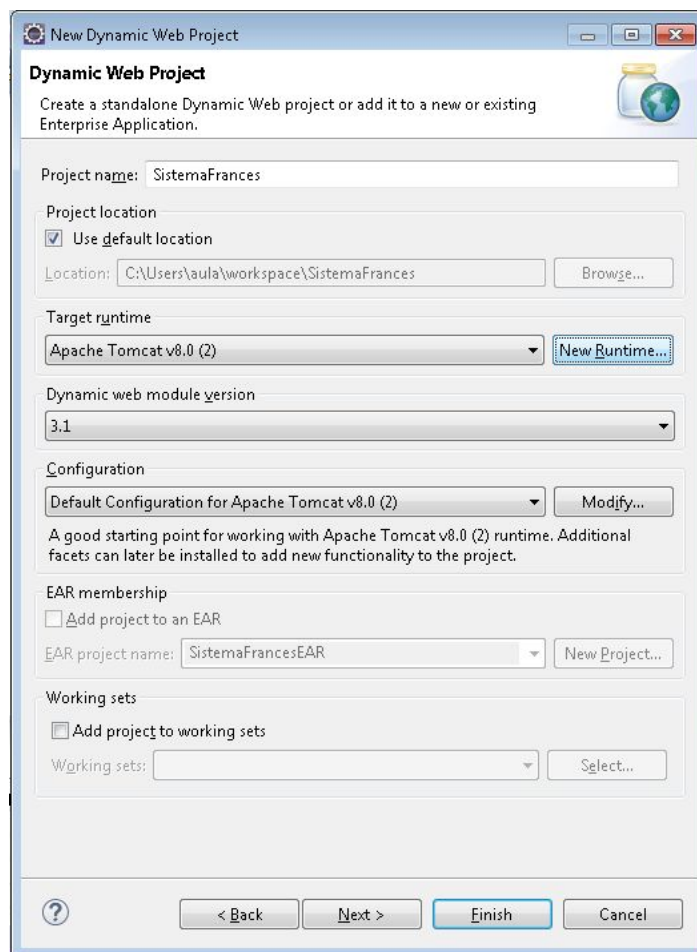 New Dynamic Web Project
Dynamic Web Project
Create a standalone Dynamic Web project or add it to a new or existing
Enterprise Application.
Project name: SistemaFrances
Project location
Use default location
Location: C:\Users\aula\workspace\SistemaFrances Browse...
Target runtime
Apache Tomcat v8.0 (2) New Runtime...
Dynamic web module version
3.1
Configuration
Default Configuration for Apache Tomcat v8.0 (2) Modify...
A good starting point for working with Apache Tomcat v8.0 (2) runtime. Additional
facets can later be installed to add new functionality to the project.
EAR membership
Add project to an EAR
EAR project name: SistemaFrancesEAR New Project...
Working sets
Add project to working sets
Working sets: Select...
? < Back Next > Finish Cancel